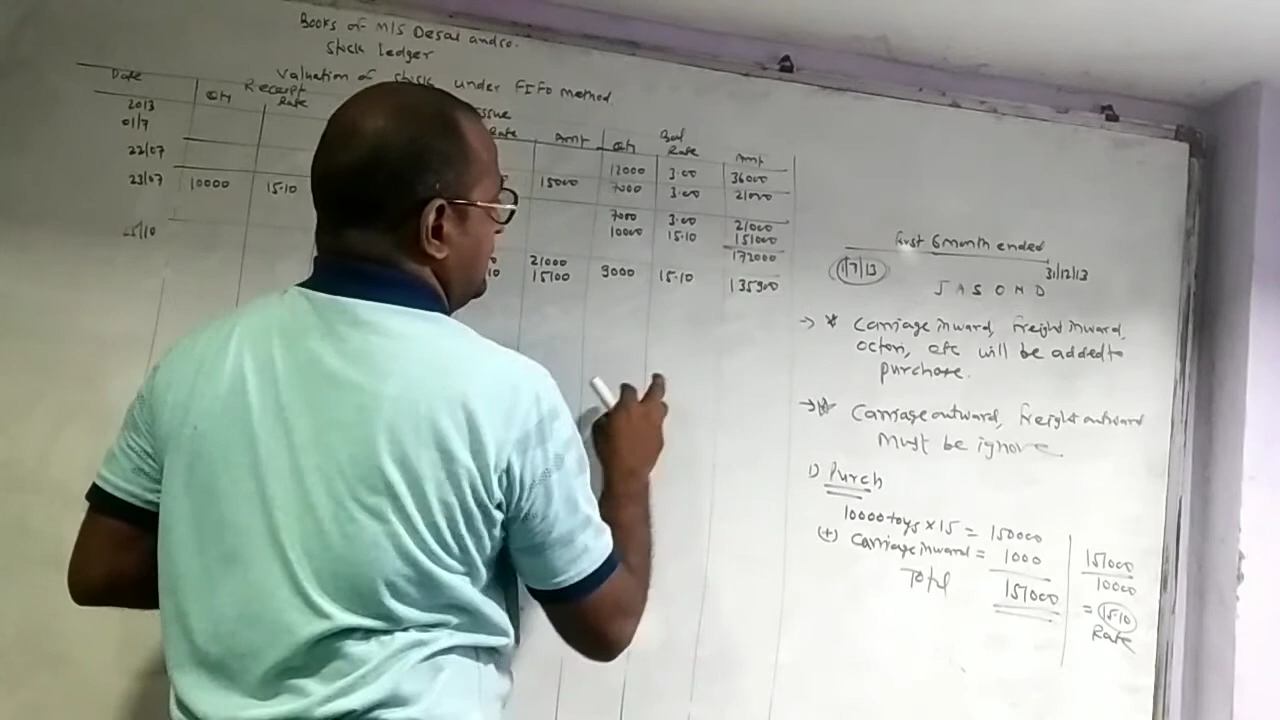 Books of M/S Desai and co.
Stock Ledger
Valuation of stock under FIFO method.
Date Receipt ssue Bal
Qty Rate Rate Amt Qty Rate Amt
2013
01/7 12000 3.00 36000
22/07 15000 7000 3.00 21000
23/07 10000 15.10 7000 3.00 21000
10000 15.10 151000
172000
25/10 21000
15100 9000 15.10 135900
First 6 month ended
1/7/13 31/12/13
J A S O N D
→ * Carriage inward, freight inward,
octori, etc will be added to
purchase.
→ * Carriage outward, freight outward
Must be ignore
1) Purch
10000 toys × 15 = 150000
(+) Carriage inward = 1000
Total 151000
151000
10000
= 15.10
Rate